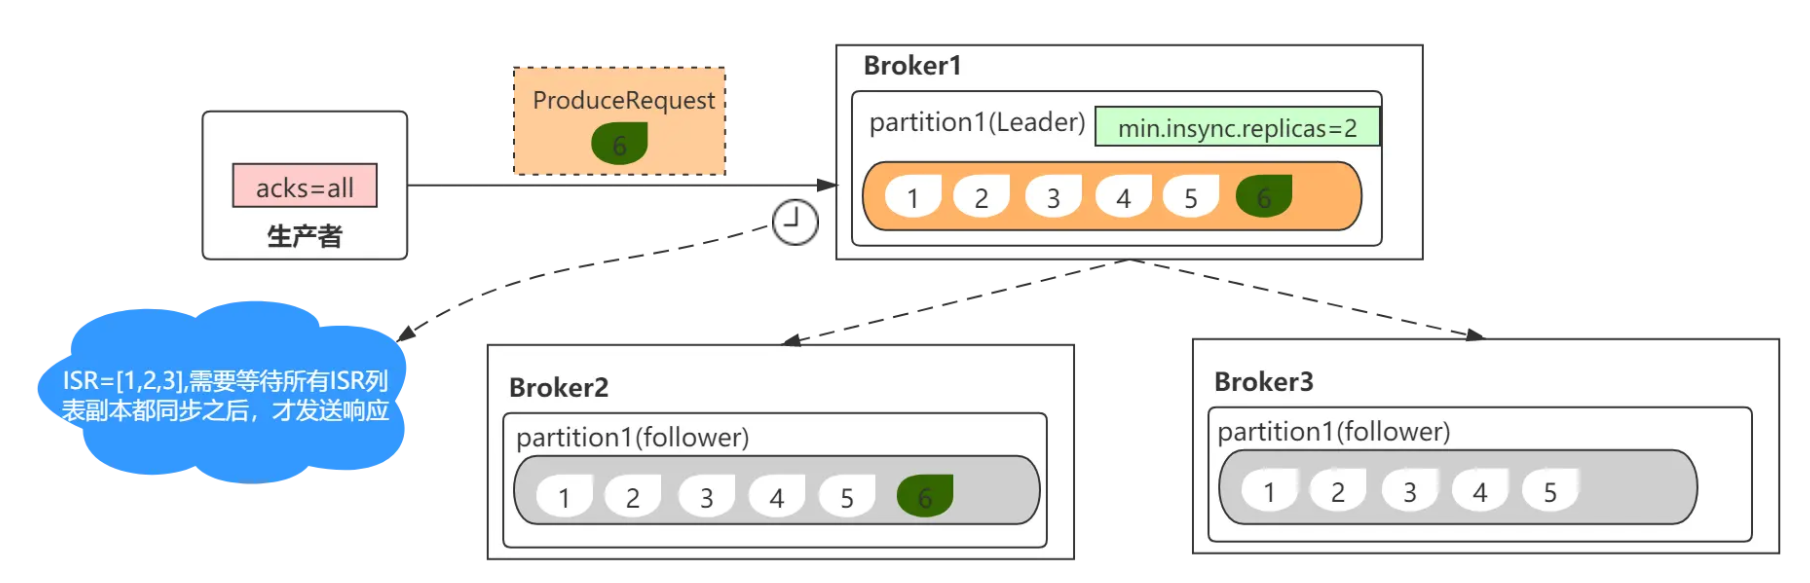 Broker1
ProduceRequest
6
partition1(Leader)
min.insync.replicas=2
acks=all
生产者
1 2 3 4 5 6
ISR=[1,2,3],需要等待所有ISR列
表副本都同步之后，才发送响应
Broker2
partition1(follower)
1 2 3 4 5 6
Broker3
partition1(follower)
1 2 3 4 5